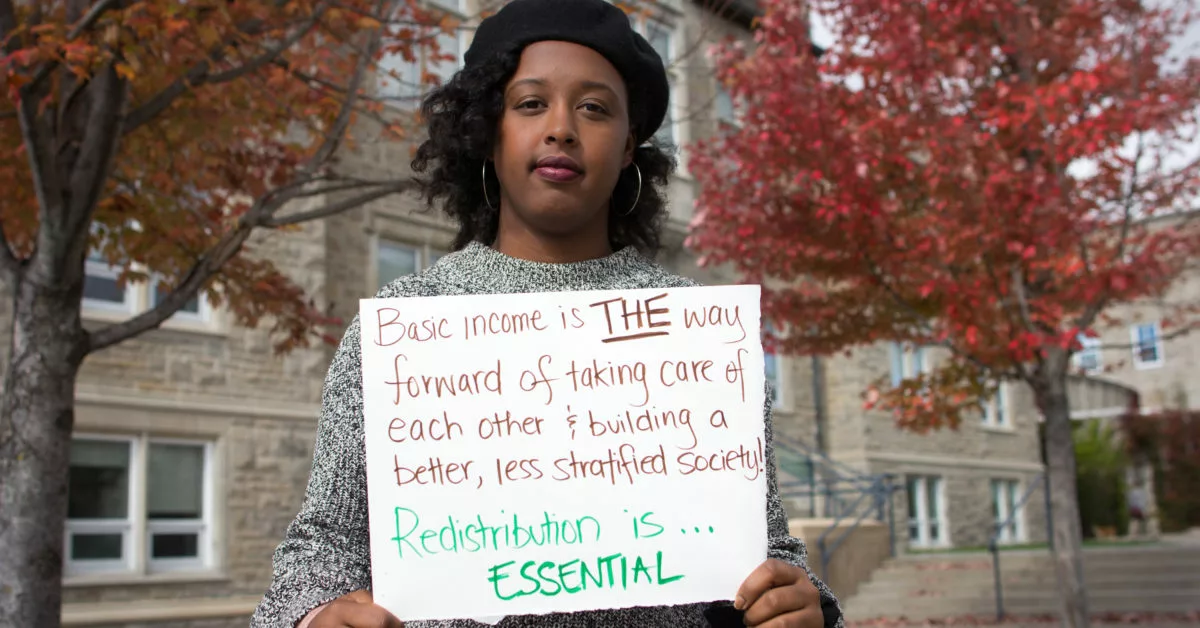 Basic income is THE way
forward of taking care of
each other & building a
better, less stratified society!
Redistribution is ...
ESSENTIAL